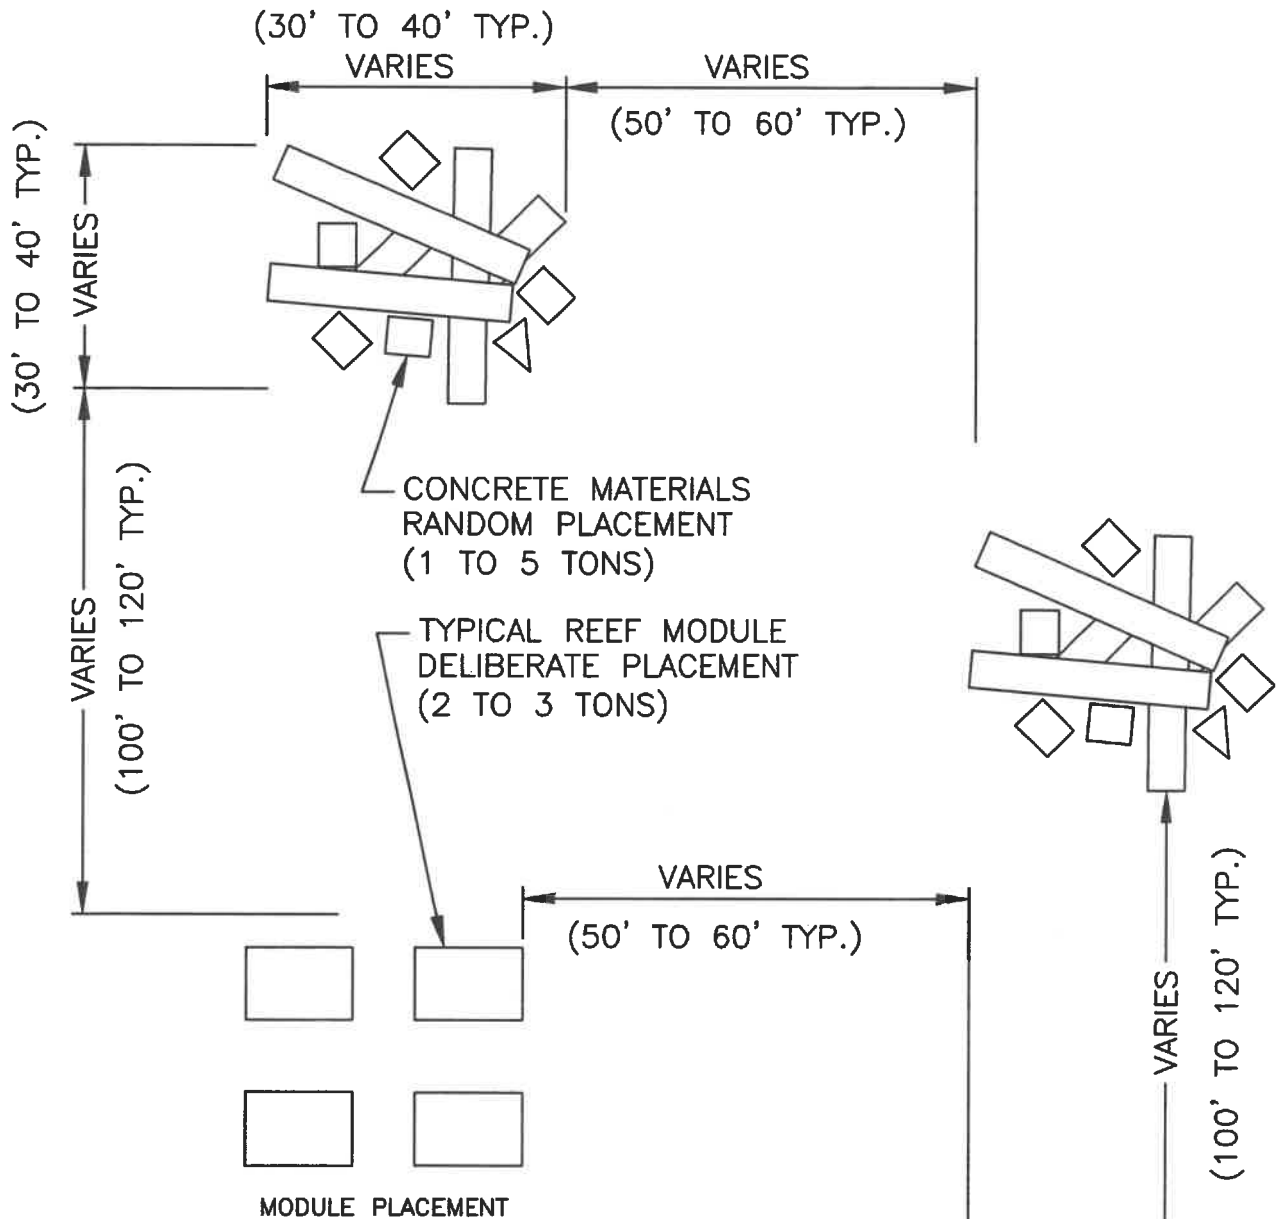 (30' TO 40' TYP.)
VARIES
VARIES
(50' TO 60' TYP.)
(30' TO 40' TYP.)
VARIES
CONCRETE MATERIALS
RANDOM PLACEMENT
(1 TO 5 TONS)
VARIES
(100' TO 120' TYP.)
TYPICAL REEF MODULE
DELIBERATE PLACEMENT
(2 TO 3 TONS)
VARIES
(50' TO 60' TYP.)
VARIES
(100' TO 120' TYP.)
MODULE PLACEMENT